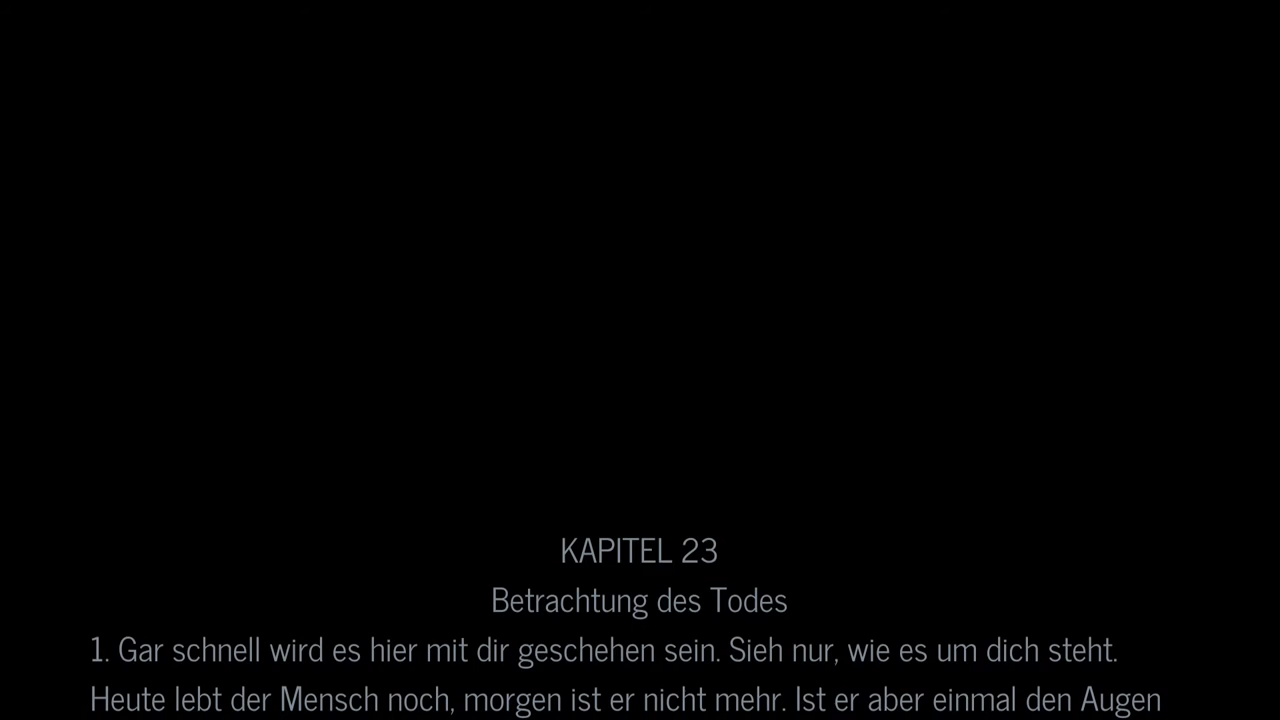 KAPITEL 23
Betrachtung des Todes
1. Gar schnell wird es hier mit dir geschehen sein. Sieh nur, wie es um dich steht.
Heute lebt der Mensch noch, morgen ist er nicht mehr. Ist er aber einmal den Augen